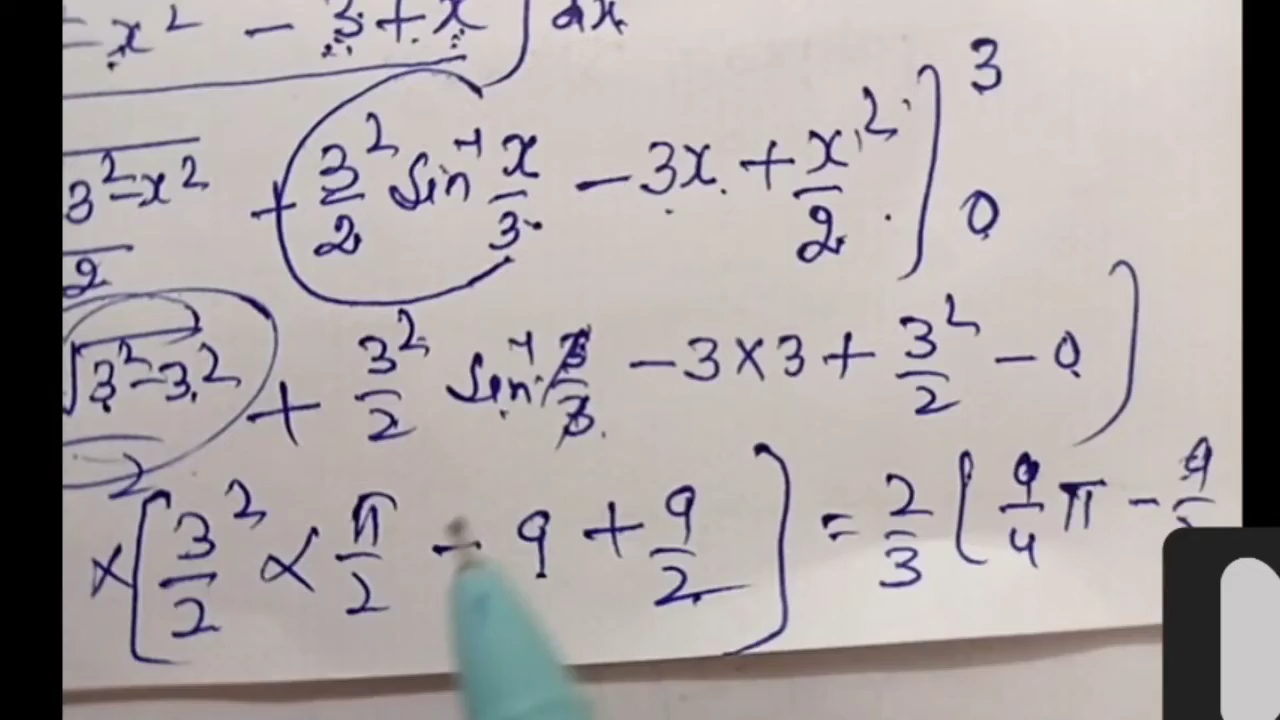 = x² - 3 + x ] dx
3² - x² / 2 + 3²/2 sin⁻¹ x/3 - 3x + x²/2 ] 3 0
√3² - 3² / 2 + 3²/2 sin⁻¹ 3/3 - 3×3 + 3²/2 - 0 )
× [ 3²/2 × π/2 - 9 + 9/2 ] = 2/3 [ 9/4 π - 9